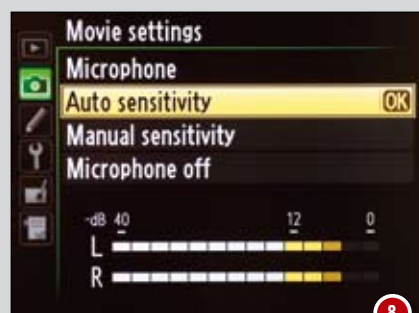 Movie settings
Microphone
Auto sensitivity OK
Manual sensitivity
Microphone off
-dB 40 12 0
L
R
8